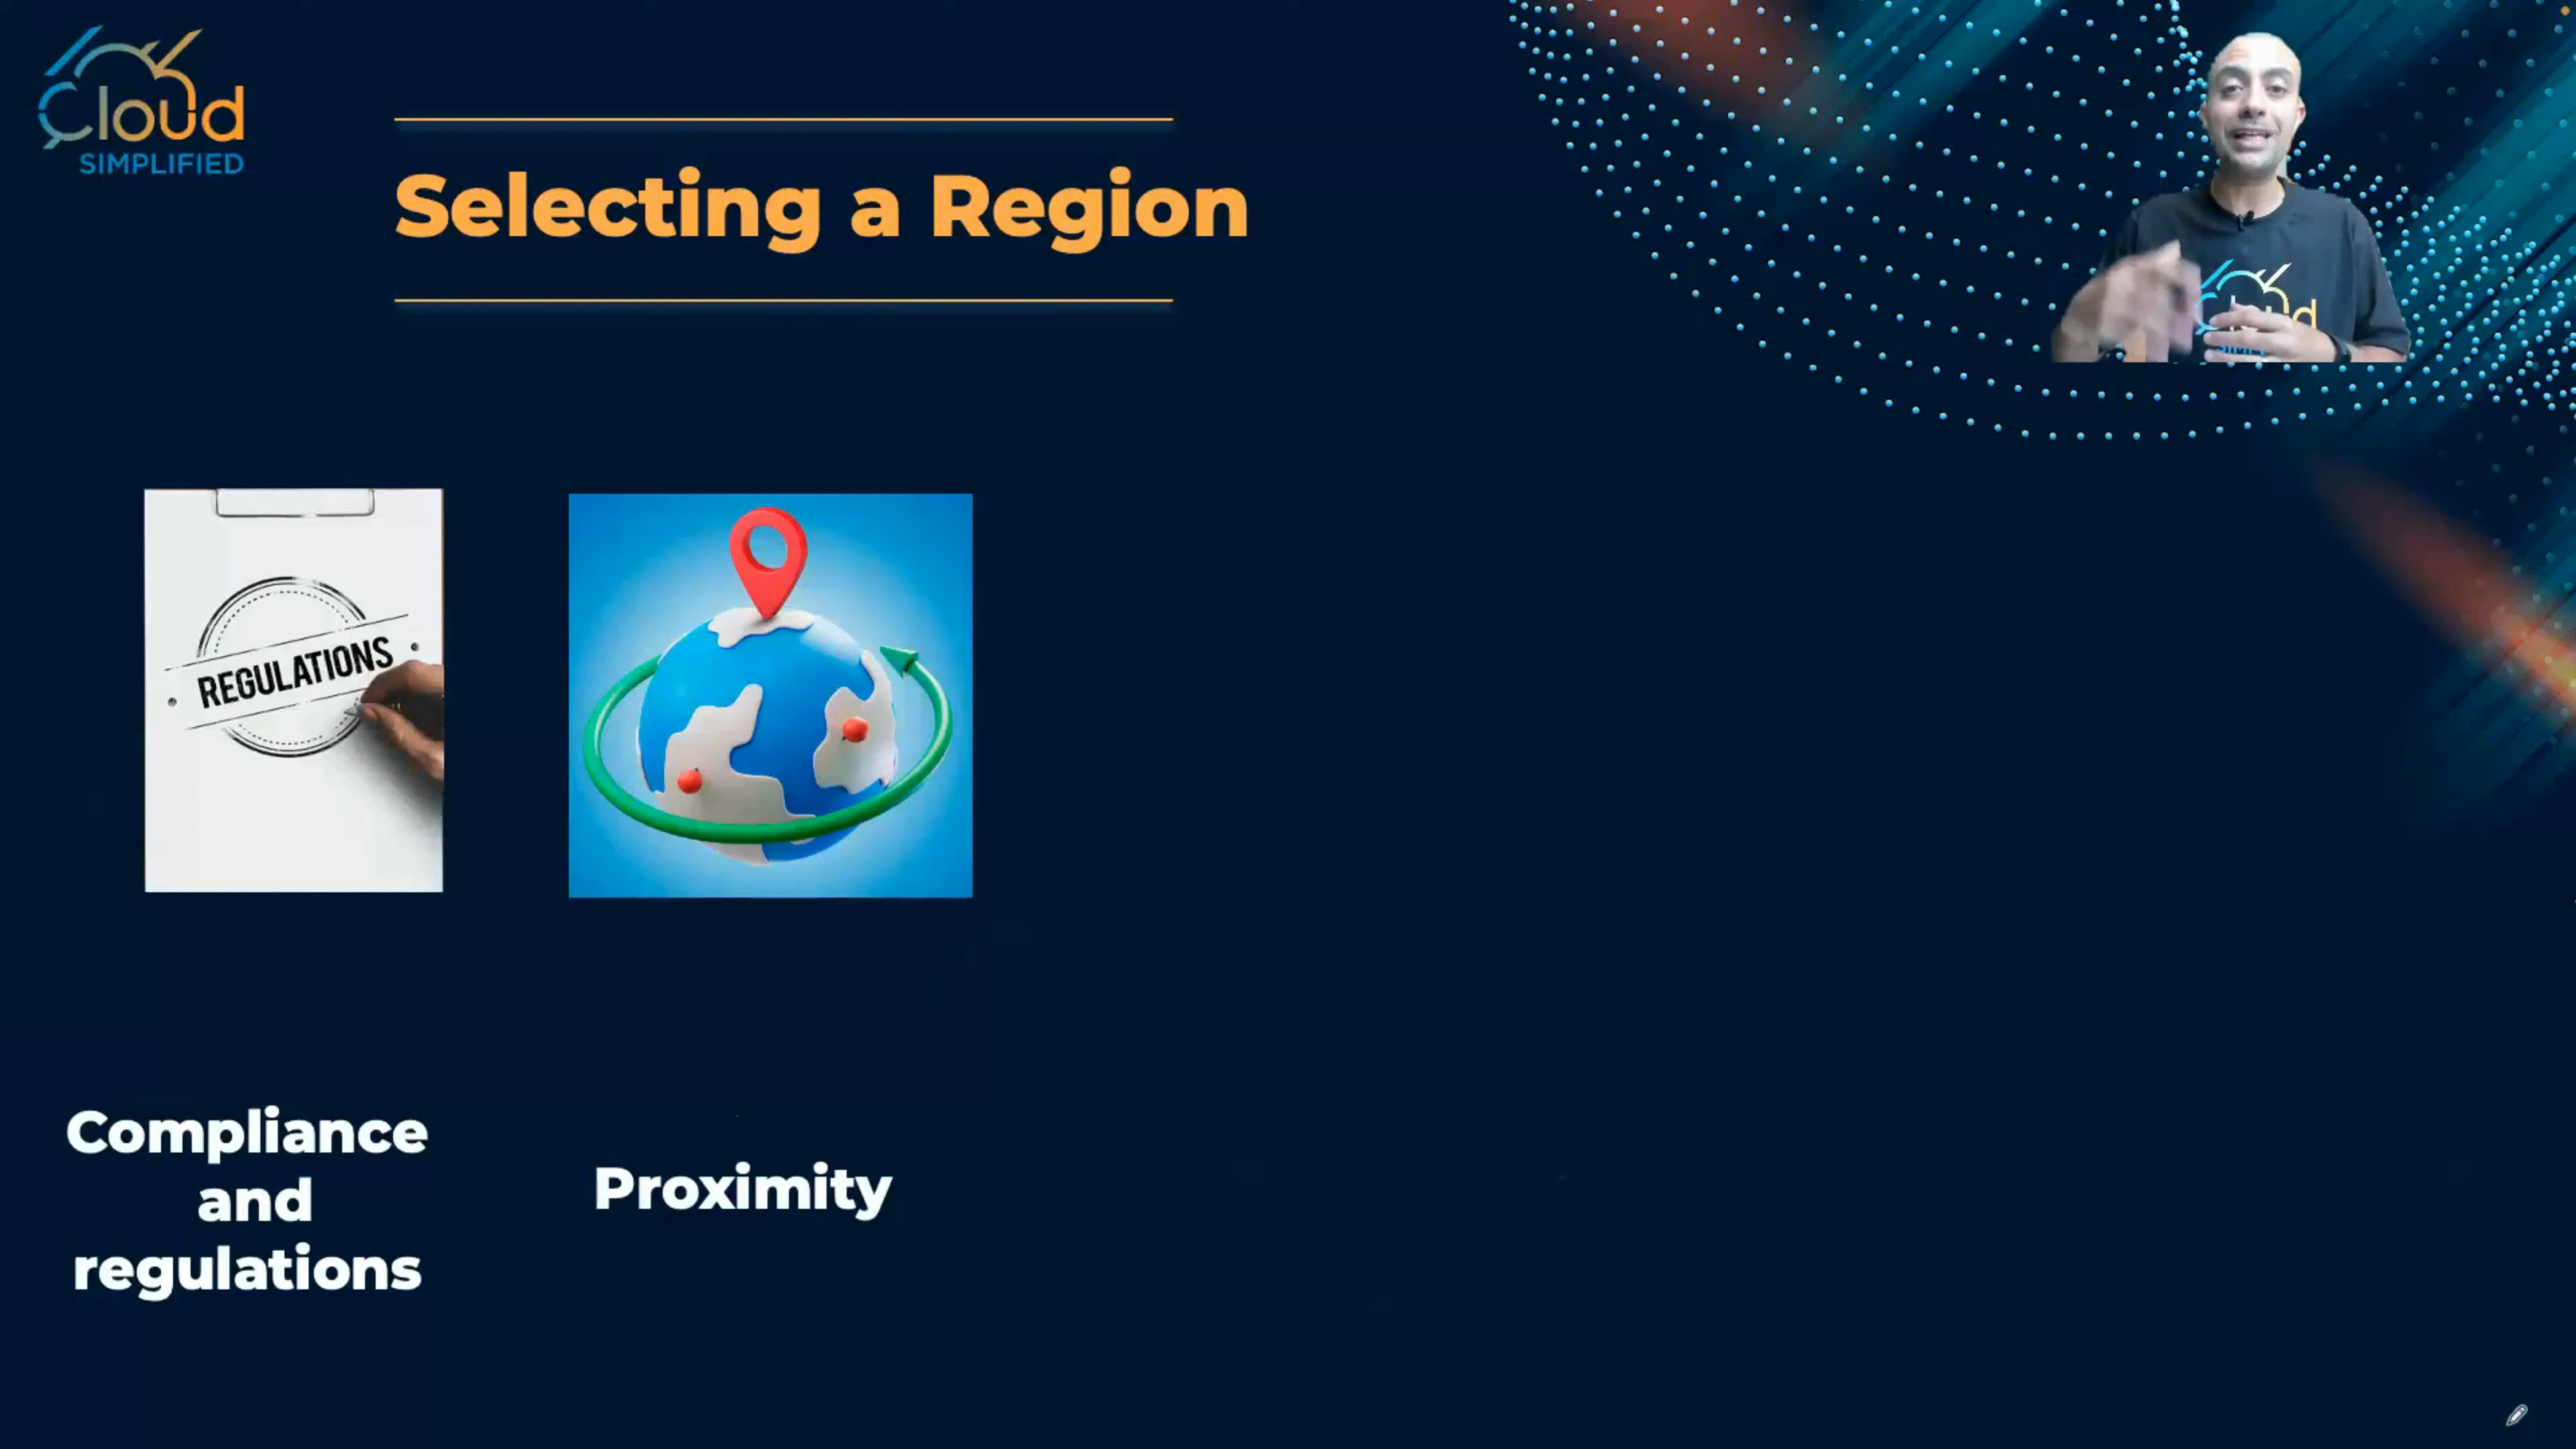 Cloud
SIMPLIFIED
Selecting a Region
REGULATIONS
Compliance
and
regulations
Proximity